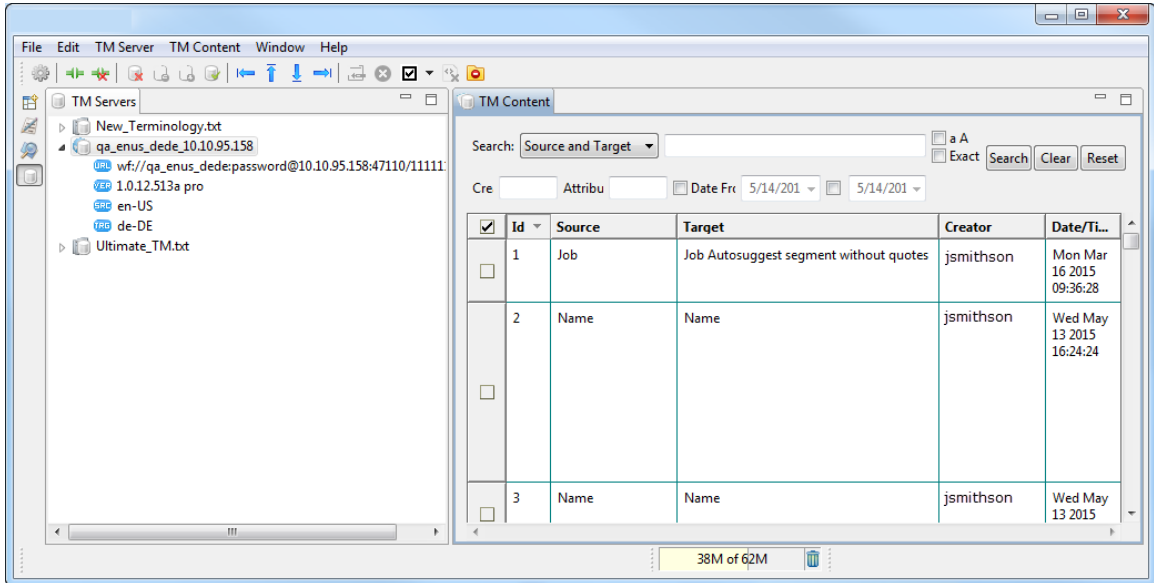 File Edit TM Server TM Content Window Help
TM Servers
New_Terminology.txt
qa_enus_dede_10.10.95.158
URL wf://qa_enus_dede:password@10.10.95.158:47110/11111
VER 1.0.12.513a pro
SRC en-US
TRG de-DE
Ultimate_TM.txt
TM Content
Search: Source and Target
a A
Exact
Search Clear Reset
Cre Attribu Date Fr 5/14/201 5/14/201
Id Source Target Creator Date/Ti...
1 Job Job Autosuggest segment without quotes jsmithson Mon Mar
16 2015
09:36:28
2 Name Name jsmithson Wed May
13 2015
16:24:24
3 Name Name jsmithson Wed May
13 2015
38M of 62M